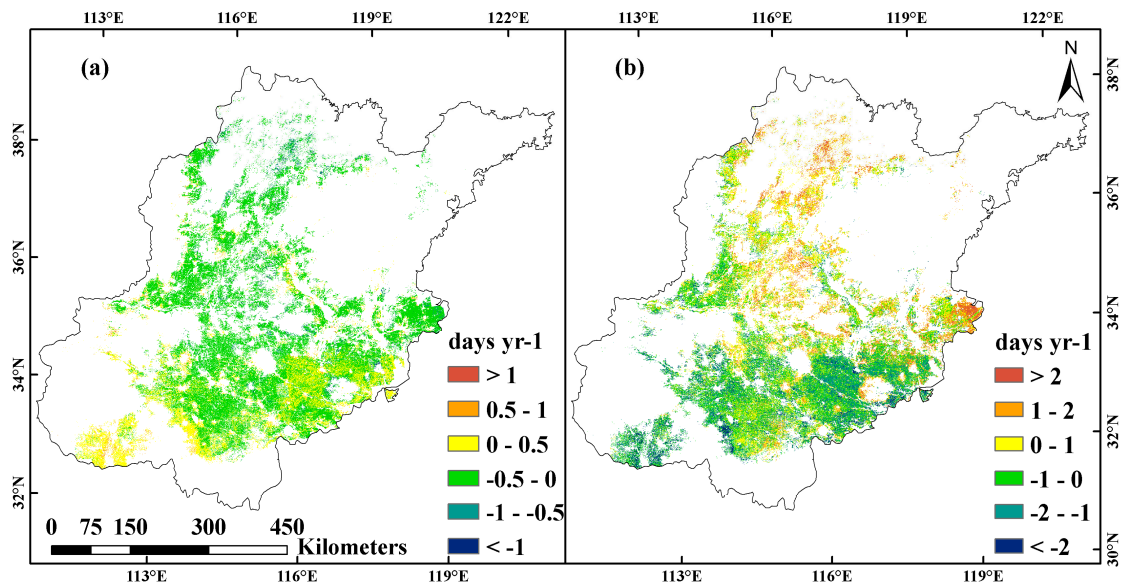 113°E 116°E 119°E 122°E 113°E 116°E 119°E 122°E
(a)
38°N
36°N
34°N
32°N
days yr-1
> 1
0.5 - 1
0 - 0.5
-0.5 - 0
-1 - -0.5
< -1
0 75 150 300 450
Kilometers
113°E 116°E 119°E
(b)
N
38°N
36°N
34°N
32°N
30°N
days yr-1
> 2
1 - 2
0 - 1
-1 - 0
-2 - -1
< -2
113°E 116°E 119°E